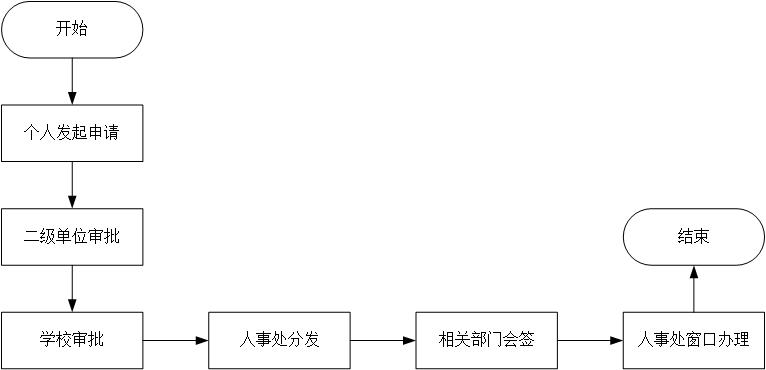 开始
个人发起申请
二级单位审批
学校审批
人事处分发
相关部门会签
人事处窗口办理
结束